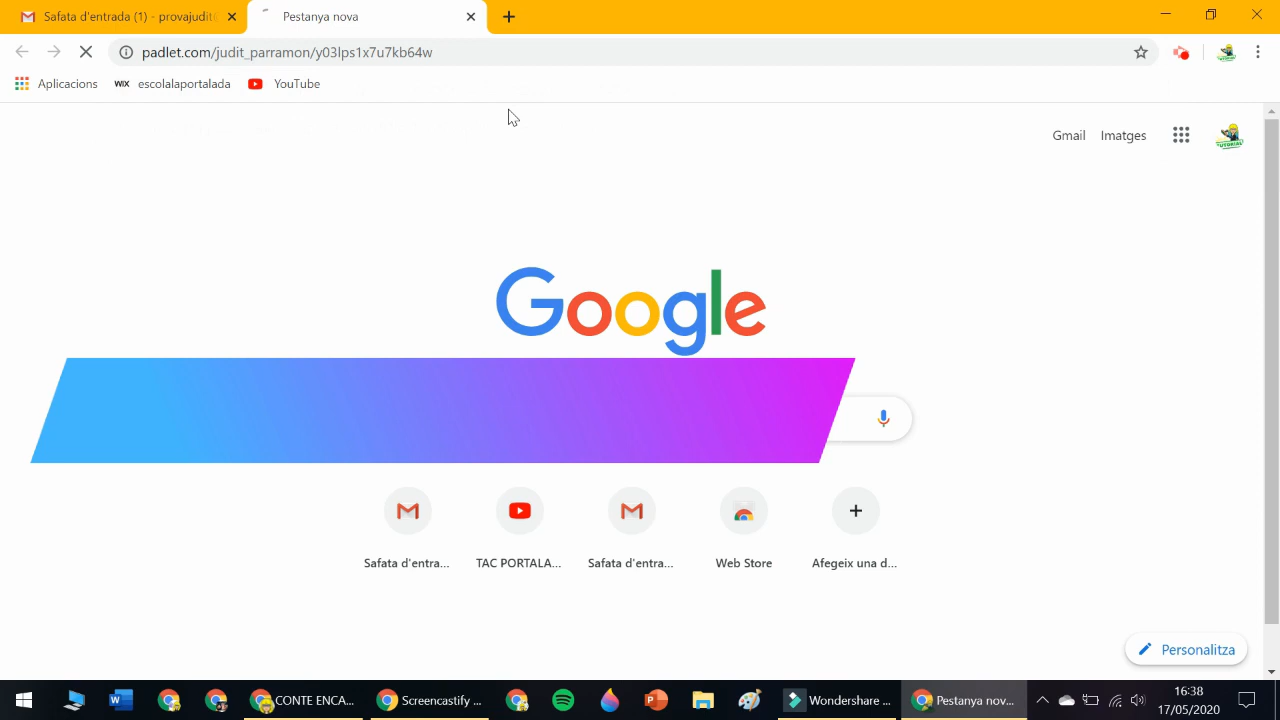 Safata d'entrada (1) - provajudit
Pestanya nova
padlet.com/judit_parramon/y03lps1x7u7kb64w
Aplicacions
WIX escolalaportalada
YouTube
Gmail Imatges
TUTORIAL
Google
Safata d'entra...
TAC PORTALA...
Safata d'entra...
Web Store
Afegeix una d...
Personalitza
CONTE ENCA...
Screencastify ...
Wondershare ...
Pestanya nov...
16:38
17/05/2020